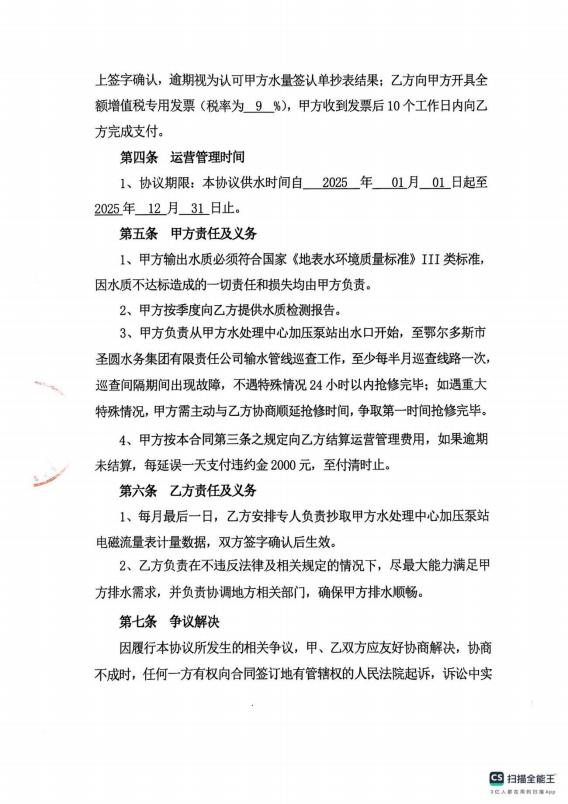 上签字确认，逾期视为认可甲方水量签认单抄表结果；乙方向甲方开具全
额增值税专用发票（税率为 9 %），甲方收到发票后10个工作日内向乙
方完成支付。
第四条 运营管理时间
1、协议期限：本协议供水时间自 2025 年 01 月 01 日起至
2025 年 12 月 31 日止。
第五条 甲方责任及义务
1、甲方输出水质必须符合国家《地表水环境质量标准》III 类标准，
因水质不达标造成的一切责任和损失均由甲方负责。
2、甲方按季度向乙方提供水质检测报告。
3、甲方负责从甲方水处理中心加压泵站出水口开始，至鄂尔多斯市
圣圆水务集团有限责任公司输水管线巡查工作，至少每半月巡查线路一次，
巡查间隔期间出现故障，不遇特殊情况 24 小时以内抢修完毕；如遇重大
特殊情况，甲方需主动与乙方协商顺延抢修时间，争取第一时间抢修完毕。
4、甲方按本合同第三条之规定向乙方结算运营管理费用，如果逾期
未结算，每延误一天支付违约金 2000 元，至付清时止。
第六条 乙方责任及义务
1、每月最后一日，乙方安排专人负责抄取甲方水处理中心加压泵站
电磁流量表计量数据，双方签字确认后生效。
2、乙方负责在不违反法律及相关规定的情况下，尽最大能力满足甲
方排水需求，并负责协调地方相关部门，确保甲方排水顺畅。
第七条 争议解决
因履行本协议所发生的相关争议，甲、乙双方应友好协商解决，协商
不成时，任何一方有权向合同签订地有管辖权的人民法院起诉，诉讼中实
CS 扫描全能王
3亿人都在用的扫描App